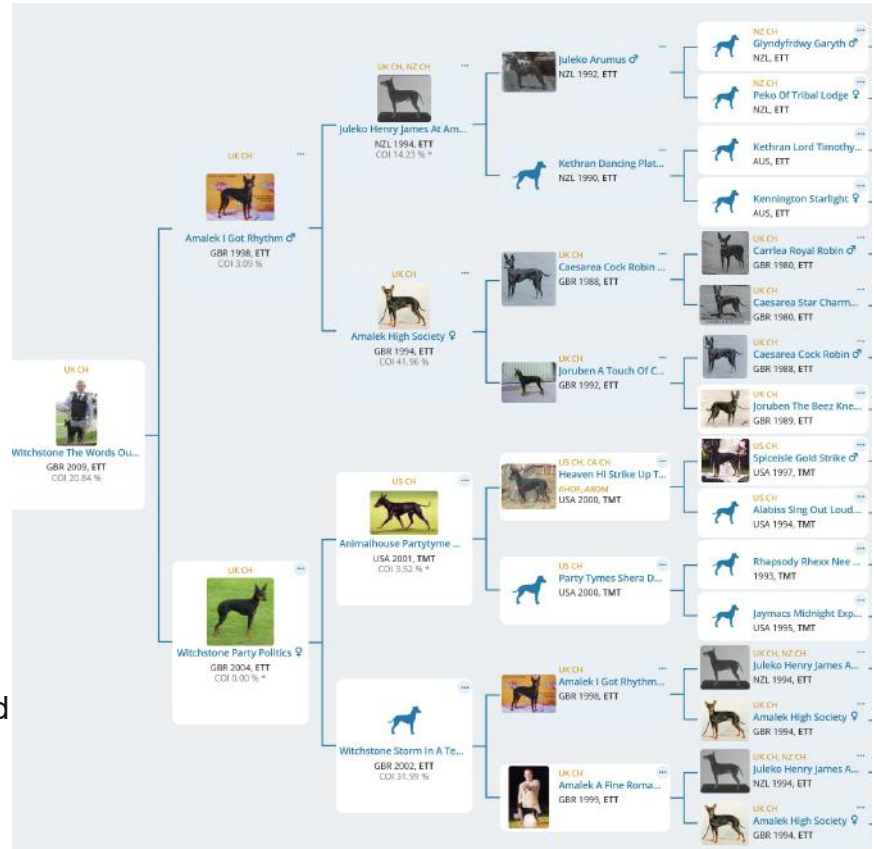 UK CH
Witchstone The Words Ou...
GBR 2009, ETT
COI 20.84 %
UK CH
Amalek I Got Rhythm ♂
GBR 1998, ETT
COI 3.09 %
UK CH
Witchstone Party Politics ♀
GBR 2004, ETT
COI 0.00 % *
UK CH, NZ CH
Juleko Henry James At Am...
NZL 1994, ETT
COI 14.23 % *
UK CH
Amalek High Society ♀
GBR 1994, ETT
COI 41.96 %
US CH
Animalhouse Partytyme ...
USA 2001, TMT
COI 3.52 % *
Witchstone Storm In A Te...
GBR 2002, ETT
COI 31.99 %
Juleko Arumus ♂
NZL 1992, ETT
Kethran Dancing Plat...
NZL 1990, ETT
UK CH
Caesarea Cock Robin ...
GBR 1988, ETT
UK CH
Joruben A Touch Of C...
GBR 1992, ETT
US CH, CA CH
Heaven Hi Strike Up T...
AHOF, AROM
USA 2000, TMT
US CH
Party Tymes Shera D...
USA 2000, TMT
UK CH
Amalek I Got Rhythm...
GBR 1998, ETT
UK CH
Amalek A Fine Roma...
GBR 1999, ETT
NZ CH
Glyndyfrdwy Garyth ♂
NZL, ETT
NZ CH
Peko Of Tribal Lodge ♀
NZL, ETT
Kethran Lord Timothy...
AUS, ETT
Kennington Starlight ♀
AUS, ETT
UK CH
Carrlea Royal Robin ♂
GBR 1980, ETT
UK CH
Caesarea Star Charm...
GBR 1980, ETT
UK CH
Caesarea Cock Robin ♂
GBR 1988, ETT
UK CH
Joruben The Beez Kne...
GBR 1989, ETT
US CH
Spiceisle Gold Strike ♂
USA 1997, TMT
US CH
Alabiss Sing Out Loud...
USA 1994, TMT
Rhapsody Rhexx Nee ...
1993, TMT
Jaymacs Midnight Exp...
USA 1995, TMT
UK CH, NZ CH
Juleko Henry James A...
NZL 1994, ETT
UK CH
Amalek High Society ♀
GBR 1994, ETT
UK CH, NZ CH
Juleko Henry James A...
NZL 1994, ETT
UK CH
Amalek High Society ♀
GBR 1994, ETT